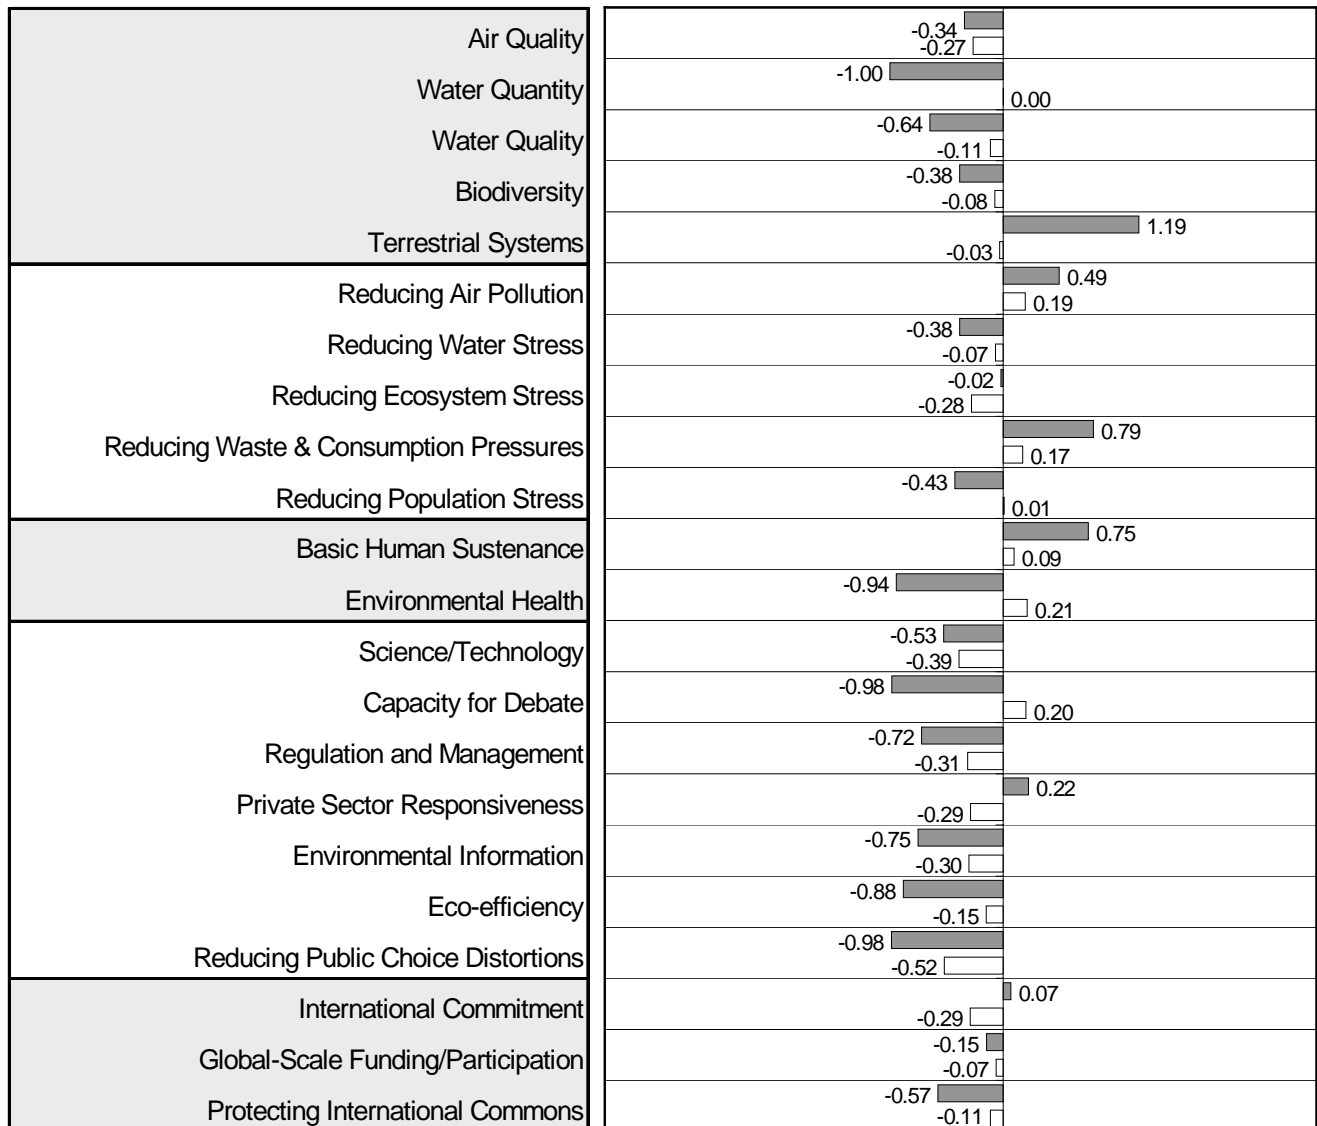 Air Quality
-0.34
-0.27
Water Quantity
-1.00
0.00
Water Quality
-0.64
-0.11
Biodiversity
-0.38
-0.08
Terrestrial Systems
1.19
-0.03
Reducing Air Pollution
0.49
0.19
Reducing Water Stress
-0.38
-0.07
Reducing Ecosystem Stress
-0.02
-0.28
Reducing Waste & Consumption Pressures
0.79
0.17
Reducing Population Stress
-0.43
0.01
Basic Human Sustenance
0.75
0.09
Environmental Health
-0.94
0.21
Science/Technology
-0.53
-0.39
Capacity for Debate
-0.98
0.20
Regulation and Management
-0.72
-0.31
Private Sector Responsiveness
0.22
-0.29
Environmental Information
-0.75
-0.30
Eco-efficiency
-0.88
-0.15
Reducing Public Choice Distortions
-0.98
-0.52
International Commitment
0.07
-0.29
Global-Scale Funding/Participation
-0.15
-0.07
Protecting International Commons
-0.57
-0.11